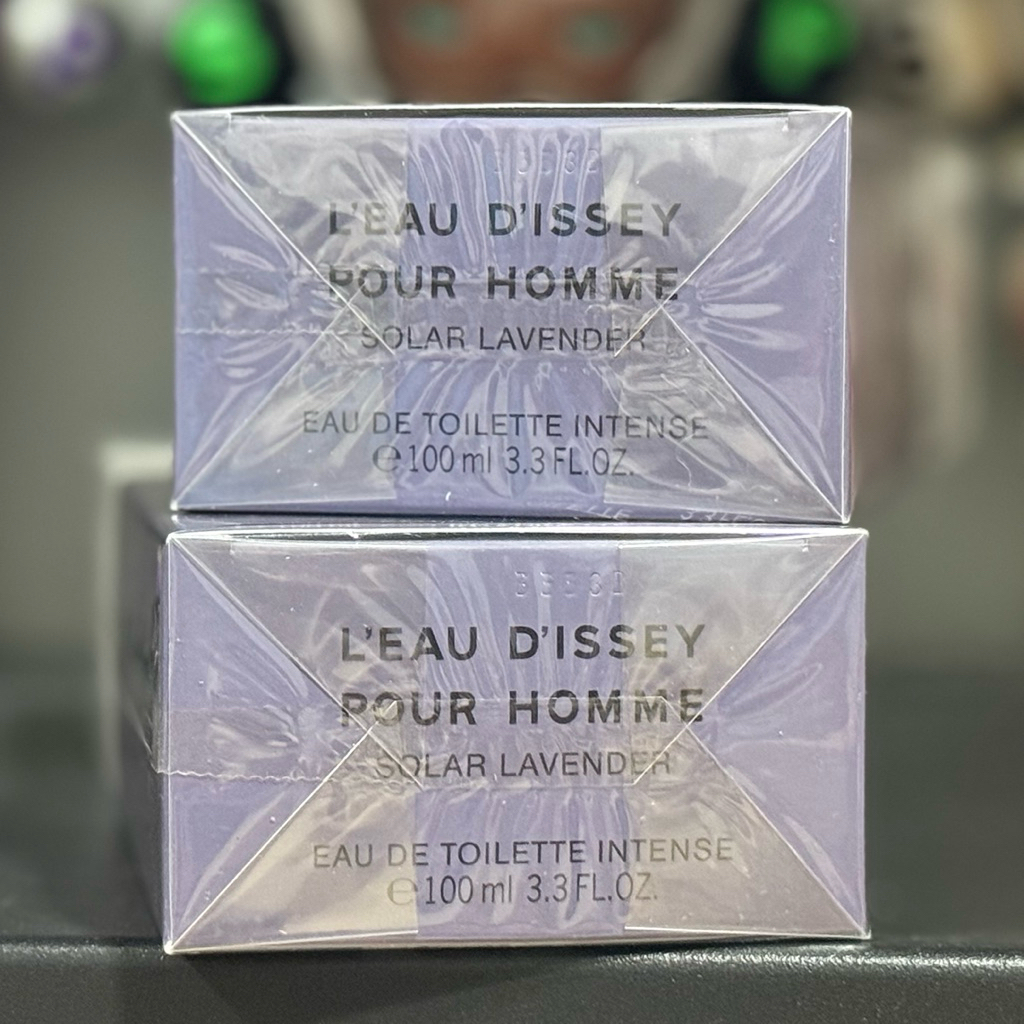 L'EAU D'ISSEY
POUR HOMME
SOLAR LAVENDER
EAU DE TOILETTE INTENSE
℮ 100 ml 3.3 FL.OZ.
L'EAU D'ISSEY
POUR HOMME
SOLAR LAVENDER
EAU DE TOILETTE INTENSE
℮ 100 ml 3.3 FL.OZ.